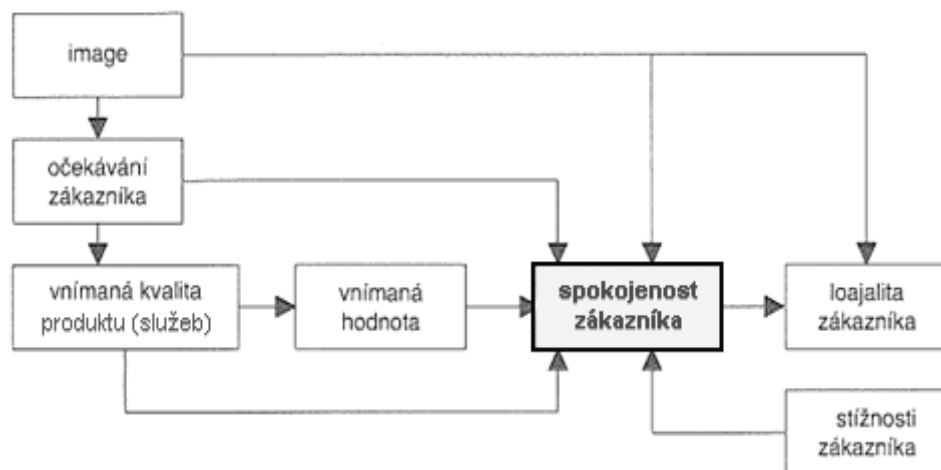 image
očekávání
zákazníka
vnímaná kvalita
produktu (služeb)
vnímaná
hodnota
spokojenost
zákazníka
loajalita
zákazníka
stížnosti
zákazníka